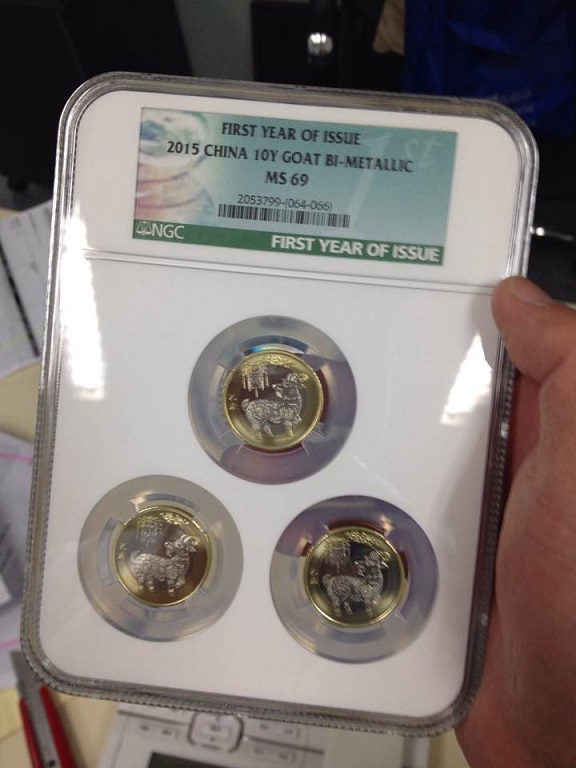 FIRST YEAR OF ISSUE
2015 CHINA 10Y GOAT BI-METALLIC
MS 69
2053799-(064-066)
1st
NGC
FIRST YEAR OF ISSUE